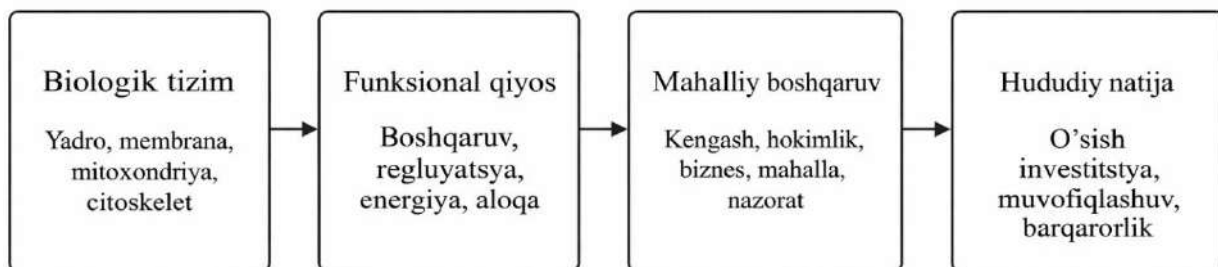 Biologik tizim
Yadro, membrana,
mitoxondriya,
citoskelet
Funksional qiyos
Boshqaruv,
regluyatsya,
energiya, aloqa
Mahalliy boshqaruv
Kengash, hokimlik,
biznes, mahalla,
nazorat
Hududiy natija
O'sish
investitstya,
muvofiqlashuv,
barqarorlik